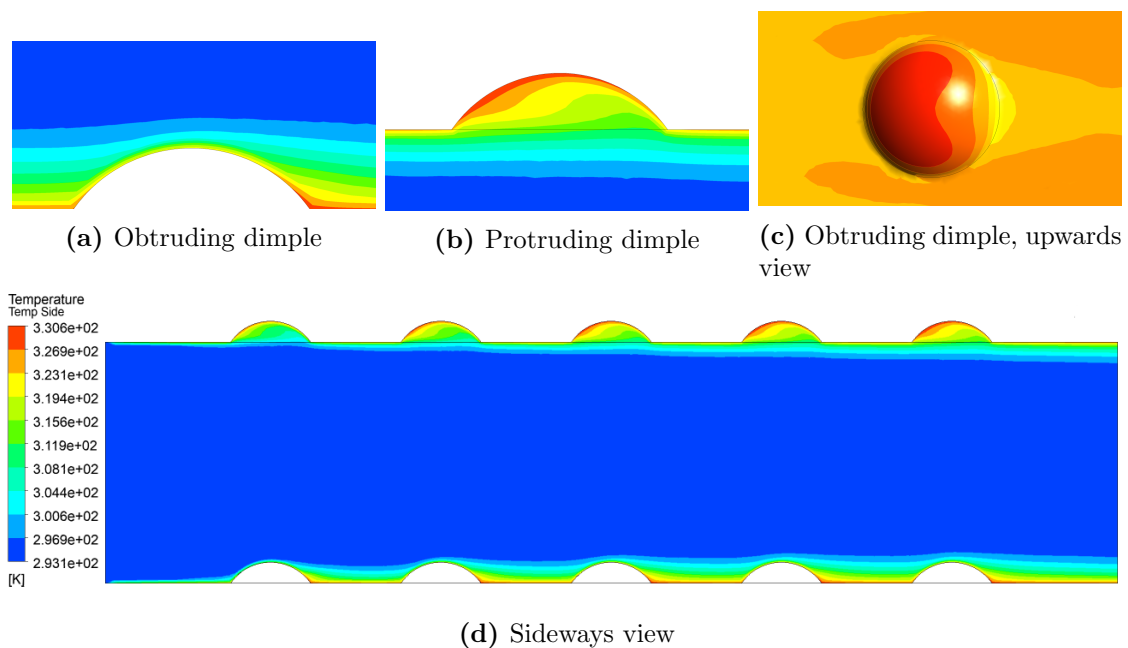 (a) Obtruding dimple
(b) Protruding dimple
(c) Obtruding dimple, upwards
view
Temperature
Temp Side
3.306e+02
3.269e+02
3.231e+02
3.194e+02
3.156e+02
3.119e+02
3.081e+02
3.044e+02
3.006e+02
2.969e+02
2.931e+02
[K]
(d) Sideways view